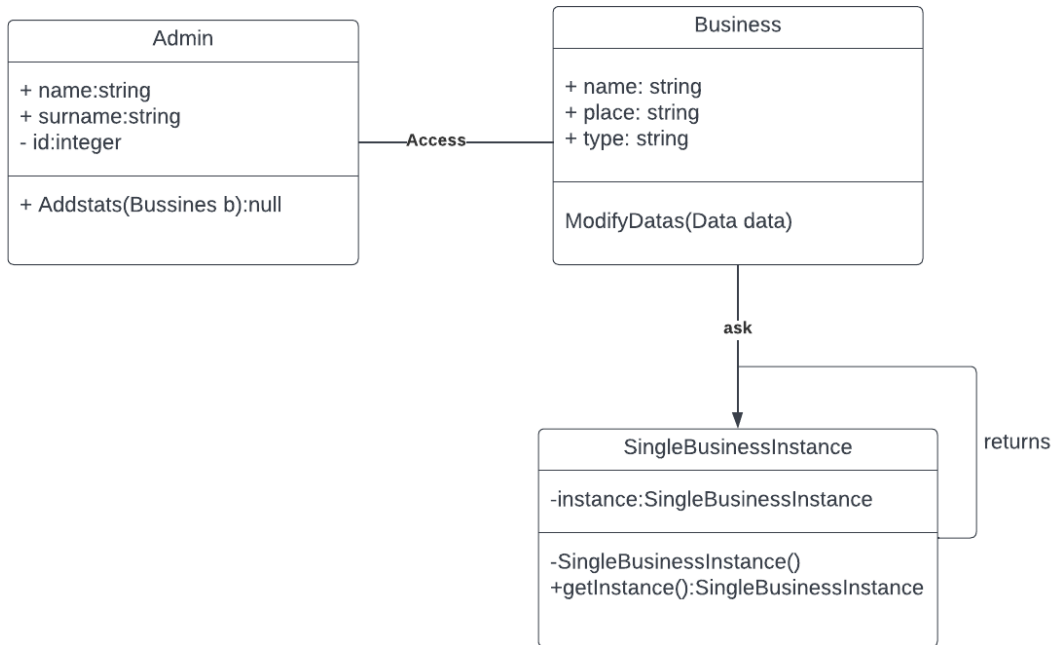 Admin
+ name:string
+ surname:string
- id:integer
+ Addstats(Bussines b):null
Access
Business
+ name: string
+ place: string
+ type: string
ModifyDatas(Data data)
ask
returns
SingleBusinessInstance
-instance:SingleBusinessInstance
-SingleBusinessInstance()
+getInstance():SingleBusinessInstance